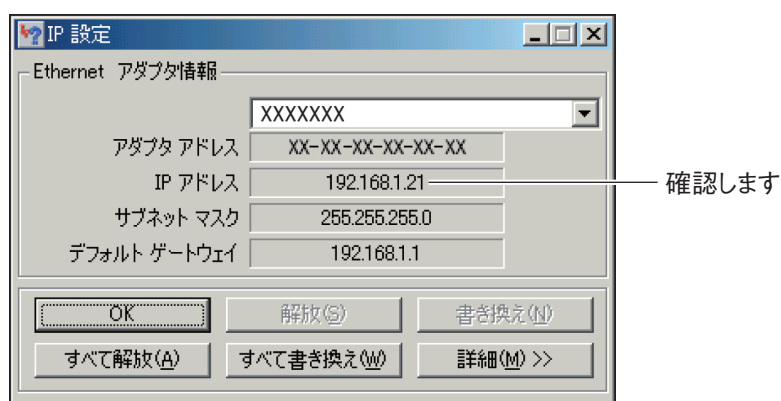 IP 設定
Ethernet アダプタ情報
XXXXXXX
アダプタ アドレス XX-XX-XX-XX-XX-XX
IP アドレス 192.168.1.21 確認します
サブネット マスク 255.255.255.0
デフォルト ゲートウェイ 192.168.1.1
OK 解放(S) 書き換え(N)
すべて解放(A) すべて書き換え(W) 詳細(M) >>